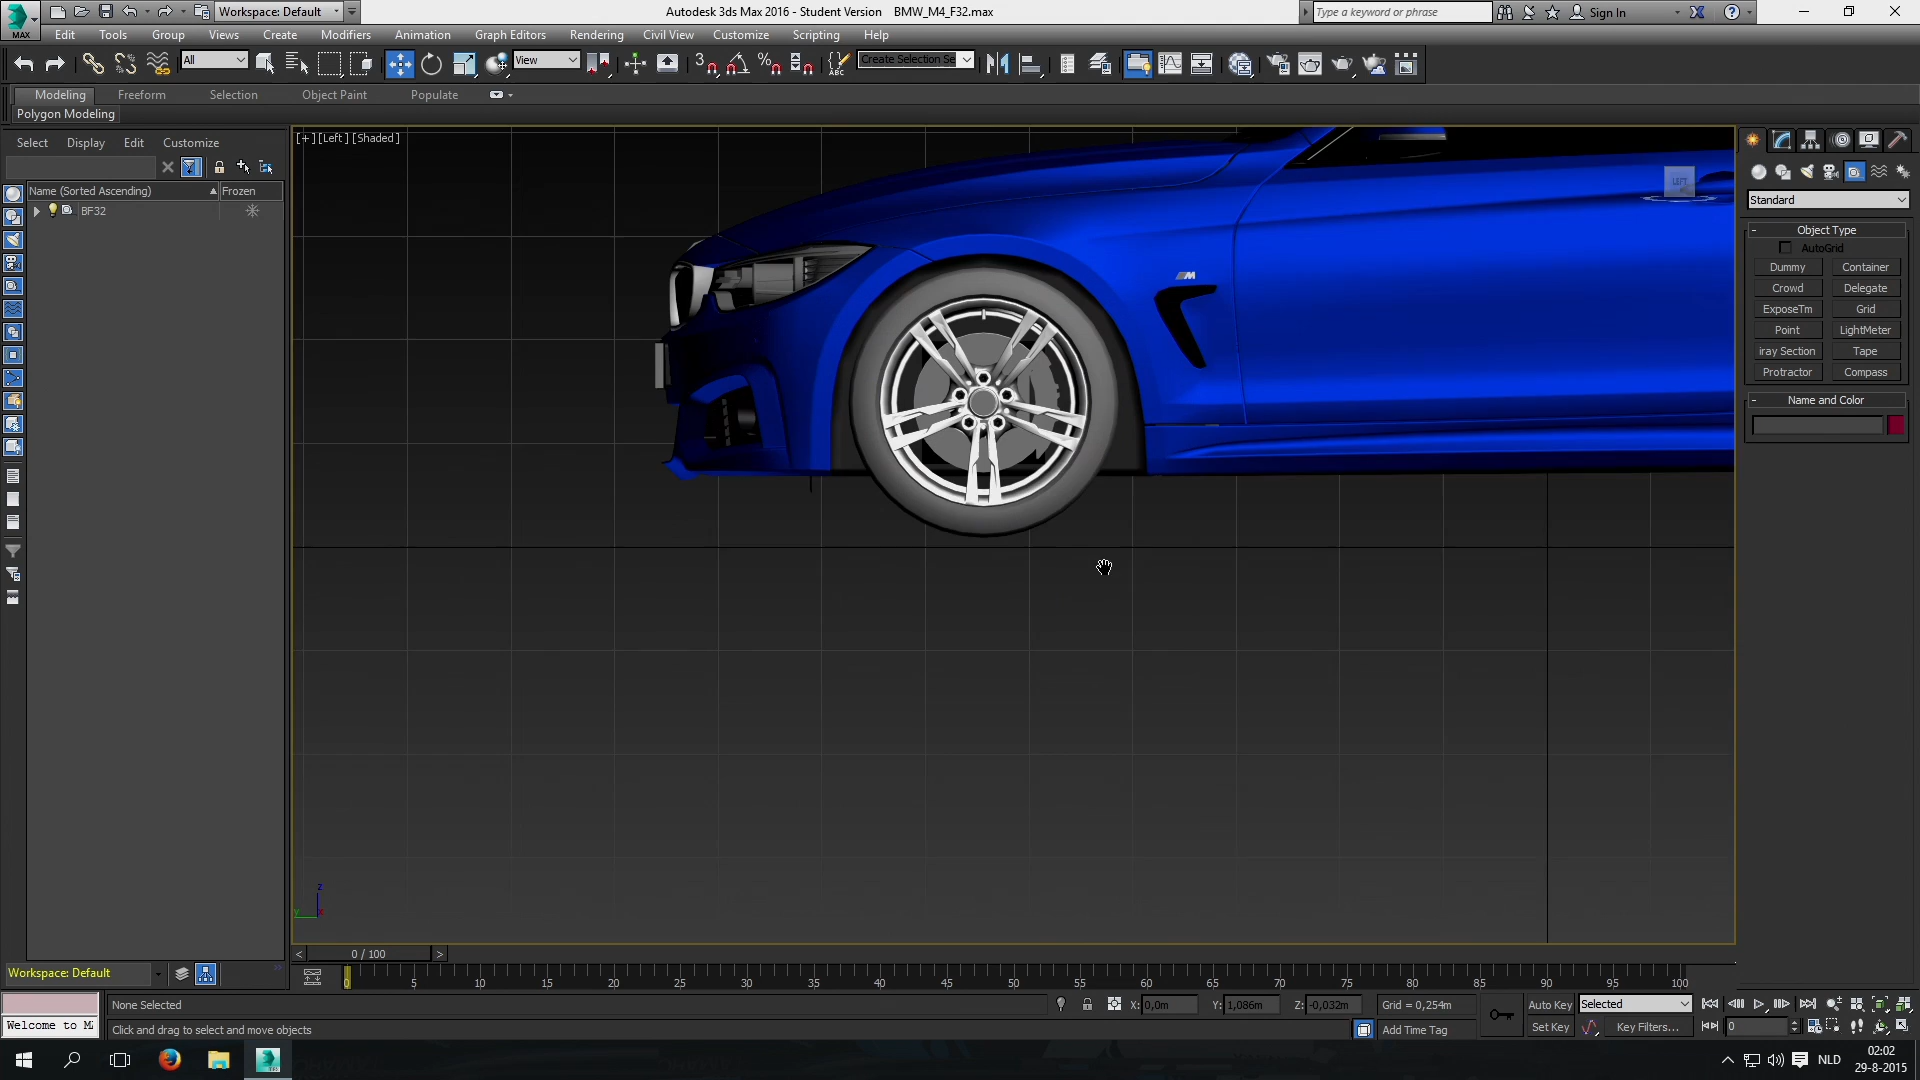 Workspace: Default
Autodesk 3ds Max 2016 - Student Version    BMW_M4_F32.max
Type a keyword or phrase
Sign In
MAX
Edit Tools Group Views Create Modifiers Animation Graph Editors Rendering Civil View Customize Scripting Help
All
View
3
ABC
Create Selection Se
Modeling Freeform Selection Object Paint Populate
Polygon Modeling
Select Display Edit Customize
Name (Sorted Ascending) Frozen
BF32
[+] [Left] [Shaded]
LEFT
M
Standard
- Object Type
AutoGrid
Dummy Container
Crowd Delegate
ExposeTm Grid
Point LightMeter
iray Section Tape
Protractor Compass
- Name and Color
z
y x
< 0 / 100 >
Workspace: Default
0 5 10 15 20 25 30 35 40 45 50 55 60 65 70 75 80 85 90 95 100
None Selected
X: 0,0m Y: 1,086m Z: -0,032m Grid = 0,254m
Auto Key Selected
Welcome to M
Click and drag to select and move objects
Add Time Tag
Set Key Key Filters... 0
NLD
02:02
29-8-2015